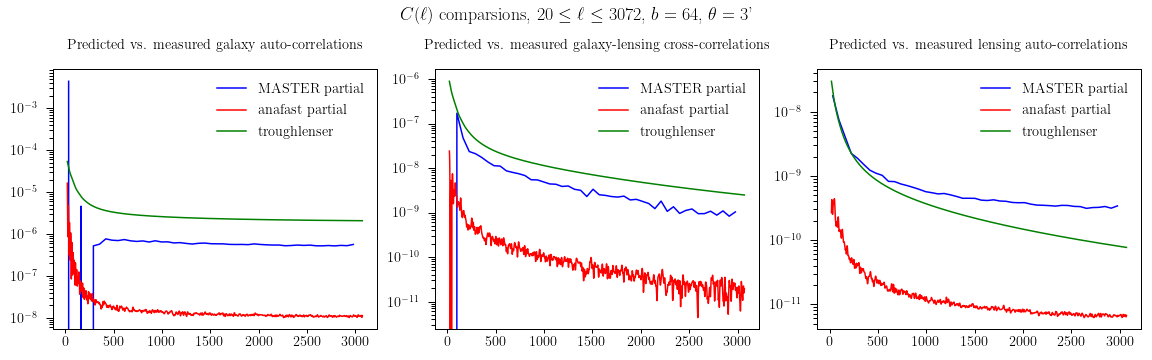 C(ℓ) comparsions, 20 ≤ ℓ ≤ 3072, b = 64, θ = 3'
Predicted vs. measured galaxy auto-correlations
10⁻³
10⁻⁴
10⁻⁵
10⁻⁶
10⁻⁷
10⁻⁸
MASTER partial
anafast partial
troughlenser
0 500 1000 1500 2000 2500 3000
Predicted vs. measured galaxy-lensing cross-correlations
10⁻⁶
10⁻⁷
10⁻⁸
10⁻⁹
10⁻¹⁰
10⁻¹¹
MASTER partial
anafast partial
troughlenser
0 500 1000 1500 2000 2500 3000
Predicted vs. measured lensing auto-correlations
10⁻⁸
10⁻⁹
10⁻¹⁰
10⁻¹¹
MASTER partial
anafast partial
troughlenser
0 500 1000 1500 2000 2500 3000